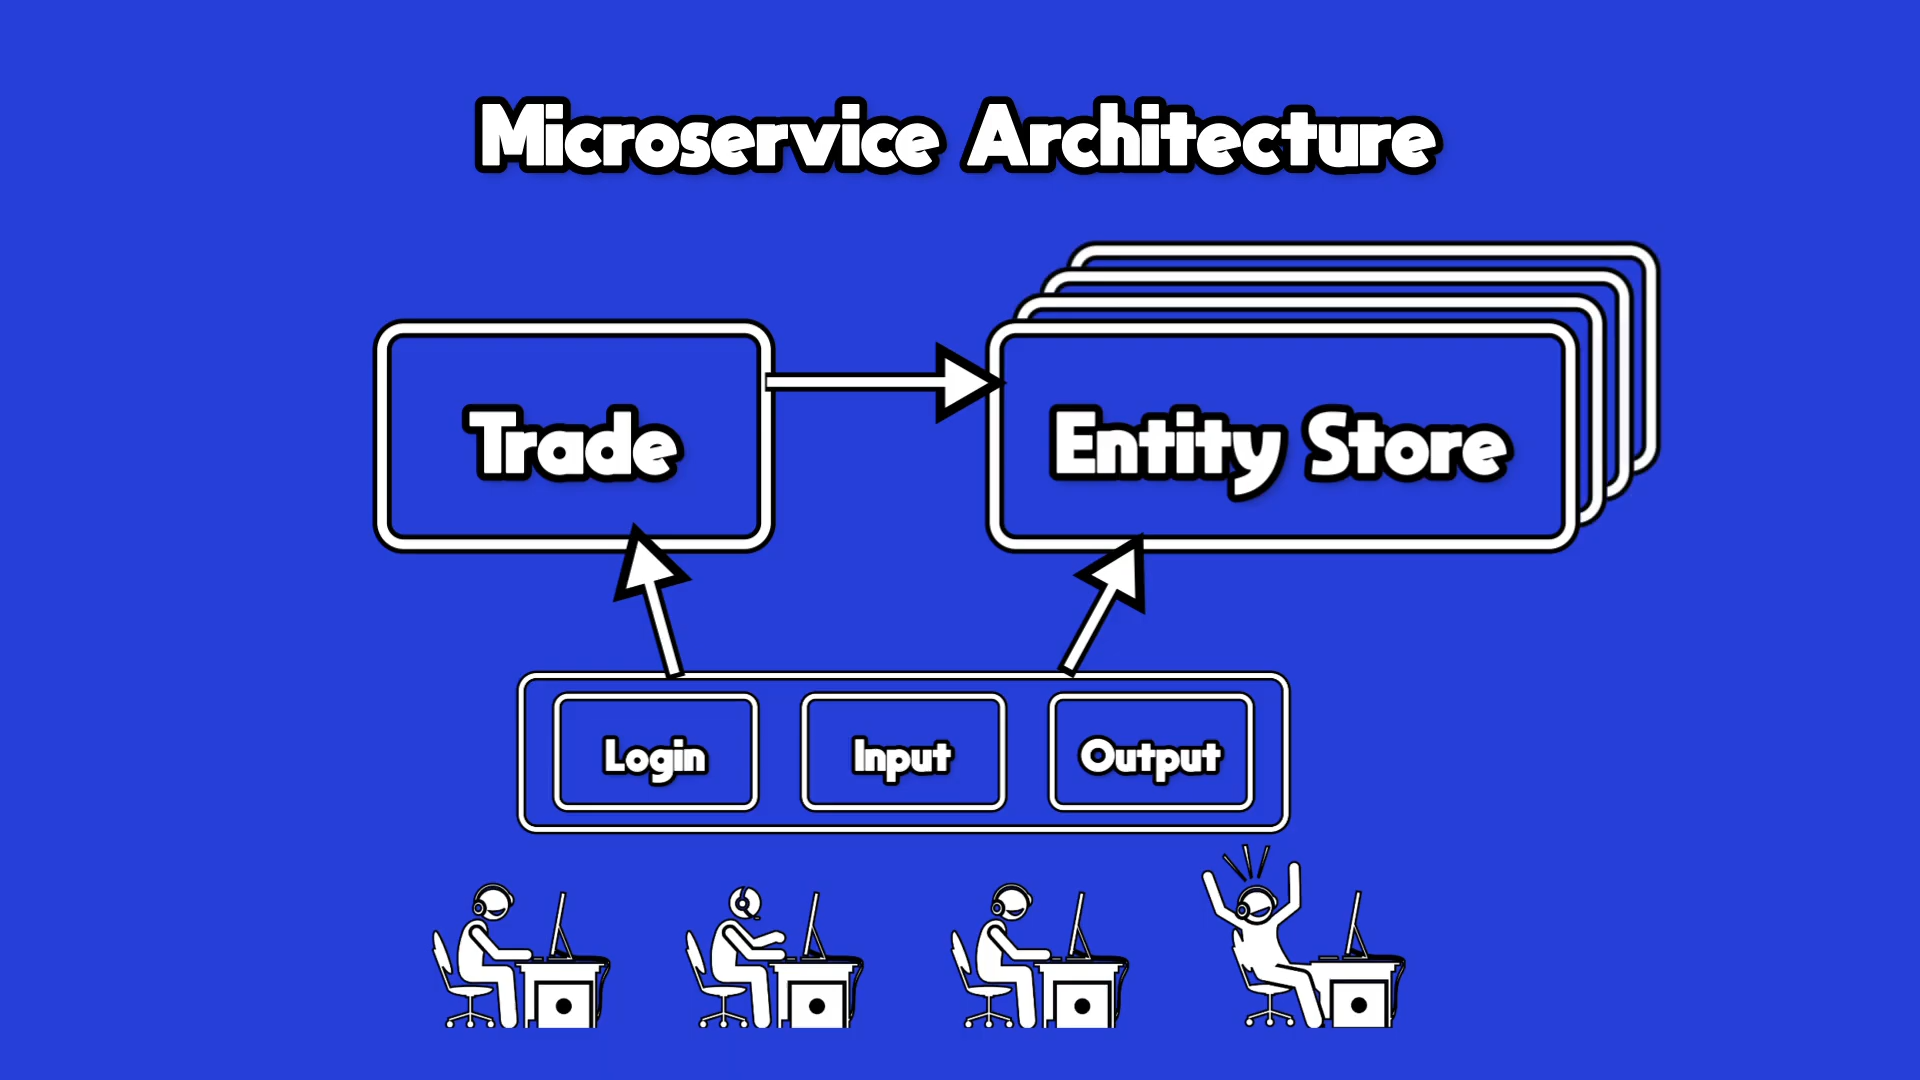 Microservice Architecture
Trade
Entity Store
Login
Input
Output